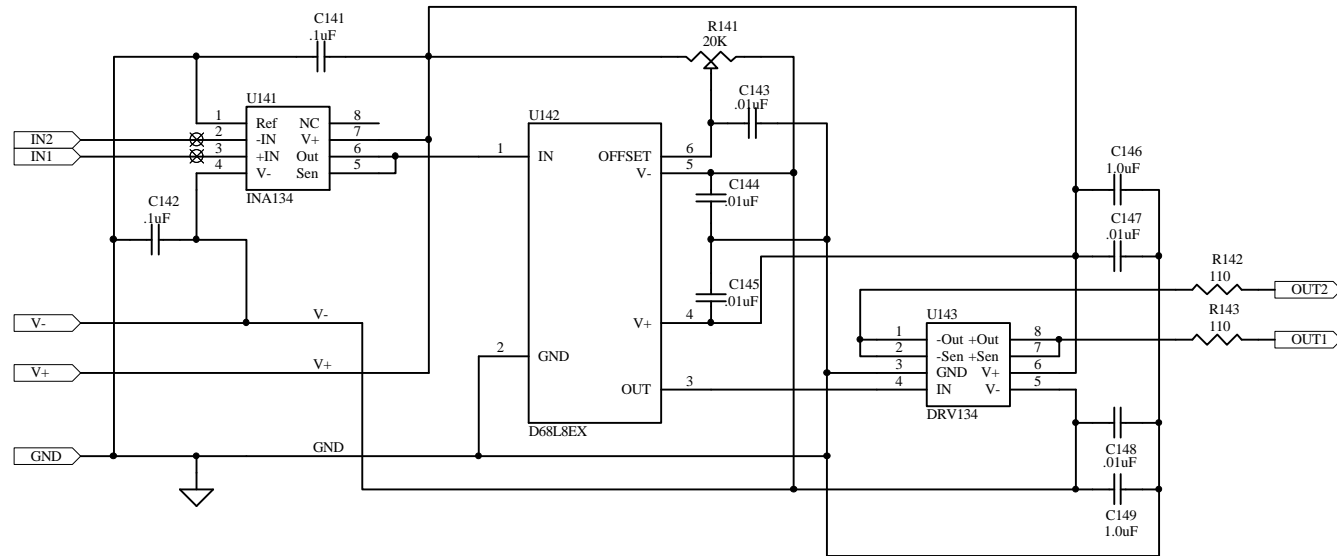 C141
.1uF
R141
20K
U141
1
2
3
4
Ref
-IN
+IN
V-
NC
V+
Out
Sen
8
7
6
5
INA134
IN2
IN1
C142
.1uF
U142
1
IN
OFFSET
6
V-
5
C143
.01uF
C144
.01uF
C145
.01uF
V+
4
2
GND
OUT
3
D68L8EX
C146
1.0uF
C147
.01uF
R142
110
OUT2
R143
110
OUT1
U143
1
2
3
4
-Out
-Sen
GND
IN
+Out
+Sen
V+
V-
8
7
6
5
DRV134
C148
.01uF
C149
1.0uF
V-
V-
V+
V+
GND
GND